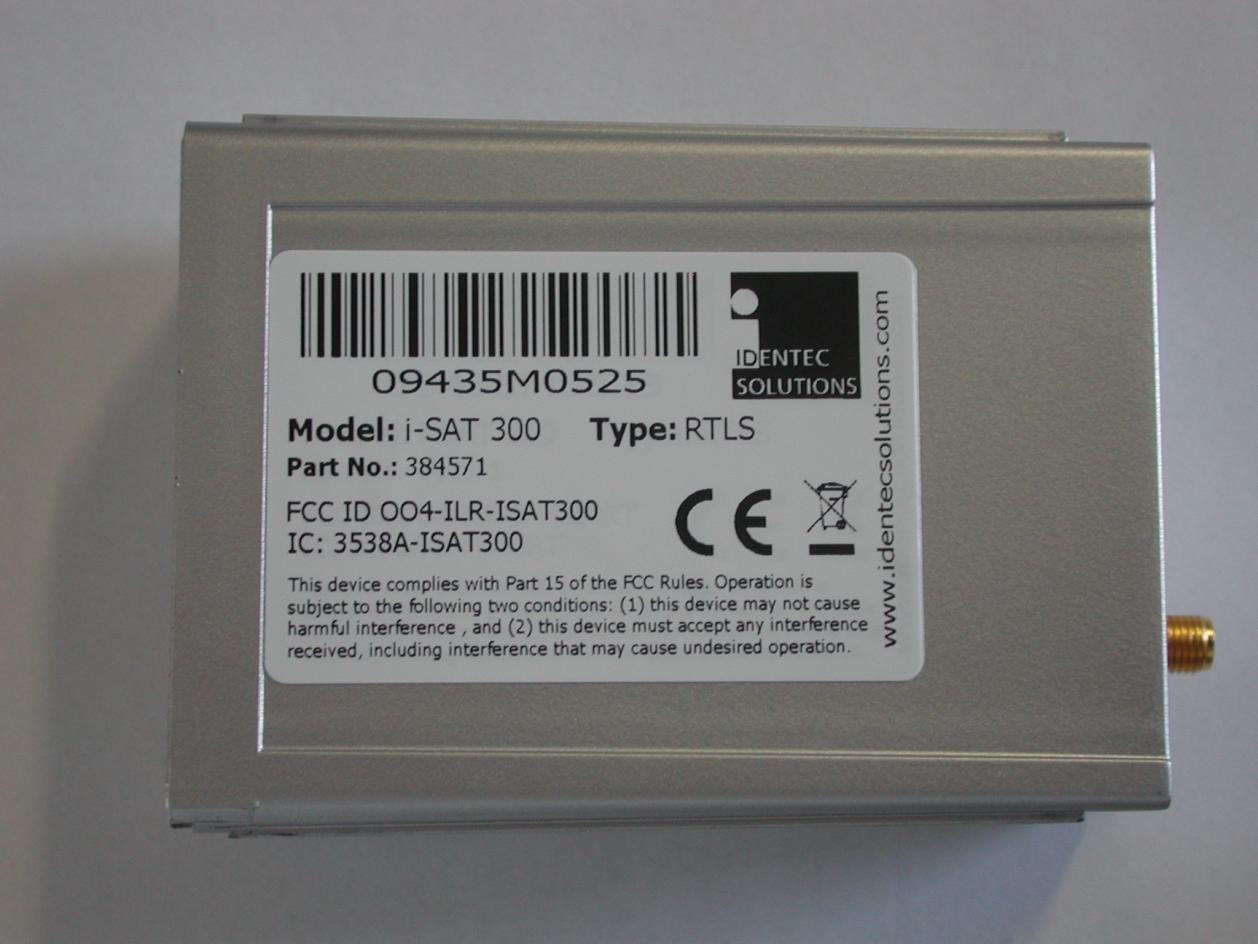 09435M0525
IDENTEC
SOLUTIONS
Model: i-SAT 300 Type: RTLS
Part No.: 384571
FCC ID OO4-ILR-ISAT300
IC: 3538A-ISAT300
CE
This device complies with Part 15 of the FCC Rules. Operation is
subject to the following two conditions: (1) this device may not cause
harmful interference , and (2) this device must accept any interference
received, including interference that may cause undesired operation.
www.identecsolutions.com